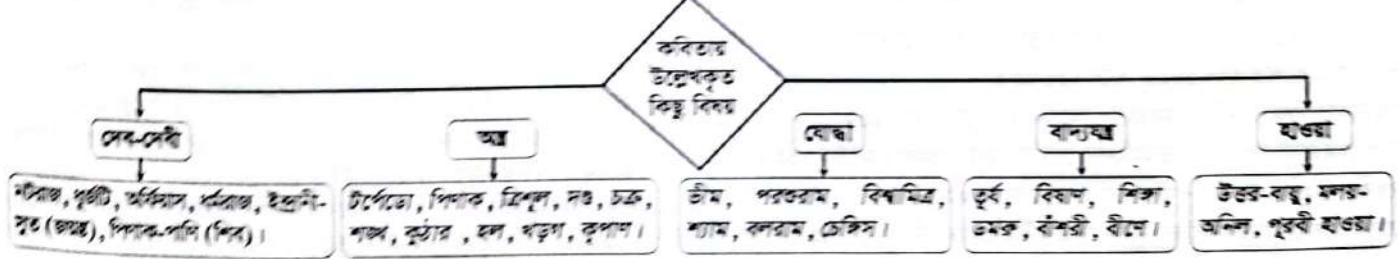 কবিতায়
উল্লেখকৃত
কিছু বিষয়
দেব-দেবী
অস্ত্র
যোদ্ধা
বাদ্যযন্ত্র
হাওয়া
নটরাজ, ধূর্জটি, অর্ফিয়াস, ধর্মরাজ, ইন্দ্রাণী-
সুত (জয়ন্ত), পিনাক-পাণি (শিব)।
টর্পেডো, পিনাক, ত্রিশূল, দণ্ড, চক্র,
শঙ্খ, কুঠার, হল, খড়গ, কৃপাণ।
ভীম, পরশুরাম, বিশ্বামিত্র,
শ্যাম, বলরাম, চেঙ্গিস।
তূর্য, বিষাণ, শিঙ্গা,
ডমরু, বাঁশরী, বীণে।
উত্তর-বায়ু, মলয়-
অনিল, পূরবী হাওয়া।